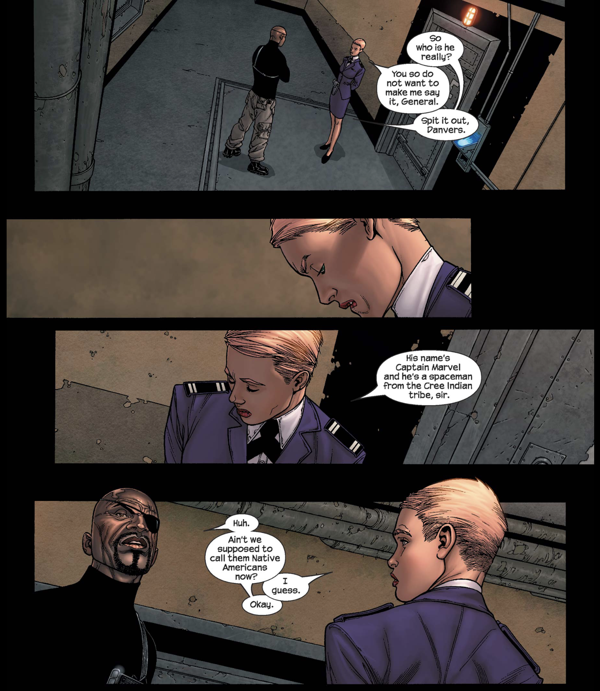 So
who is he
really?
You so do
not want to
make me say
it, General.
Spit it out,
Danvers.
His name's
Captain Marvel
and he's a spaceman
from the Cree Indian
tribe, sir.
Huh.
Ain't we
supposed to
call them Native
Americans
now?
I
guess.
Okay.